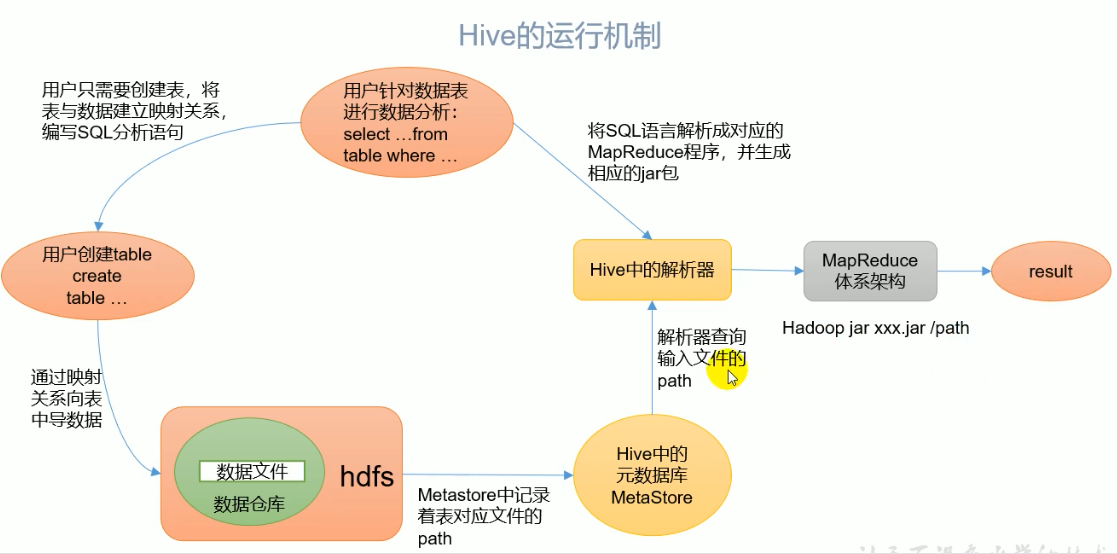 Hive的运行机制
用户只需要创建表，将
表与数据建立映射关系，
编写SQL分析语句
用户针对数据表
进行数据分析：
select ...from
table where ...
将SQL语言解析成对应的
MapReduce程序，并生成
相应的jar包
用户创建table
create
table ...
Hive中的解析器
MapReduce
体系架构
result
Hadoop jar xxx.jar /path
解析器查询
输入文件的
path
通过映射
关系向表
中导数据
数据文件
数据仓库
hdfs
Metastore中记录
着表对应文件的
path
Hive中的
元数据库
MetaStore